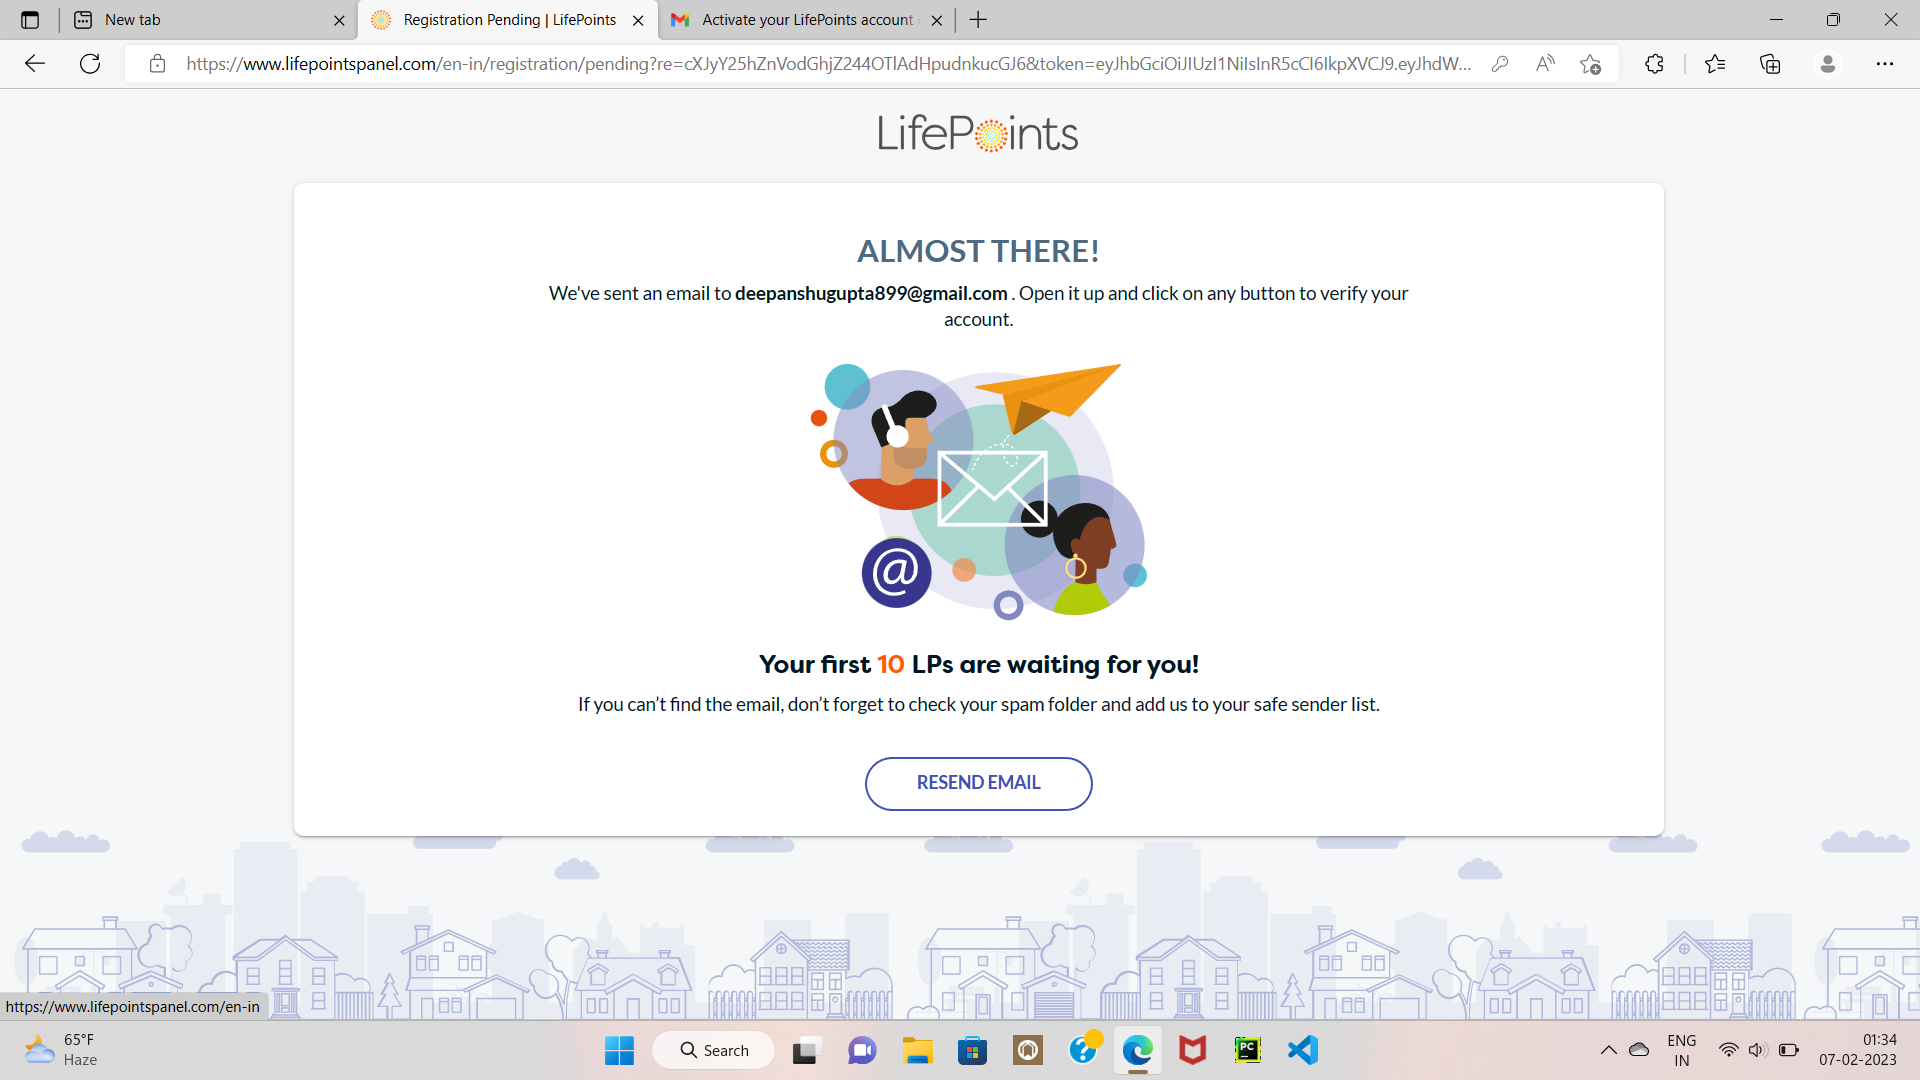 New tab
Registration Pending | LifePoints
Activate your LifePoints account
https://www.lifepointspanel.com/en-in/registration/pending?re=cXJyY25hZnVodGhjZ244OTlAdHpudnkucGJ6&token=eyJhbGciOiJIUzI1NiIsInR5cCI6IkpXVCJ9.eyJhdW...
LifePoints
ALMOST THERE!
We've sent an email to deepanshugupta899@gmail.com . Open it up and click on any button to verify your
account.
@
Your first 10 LPs are waiting for you!
If you can’t find the email, don’t forget to check your spam folder and add us to your safe sender list.
RESEND EMAIL
https://www.lifepointspanel.com/en-in
65°F
Haze
Search
PC
ENG
IN
01:34
07-02-2023